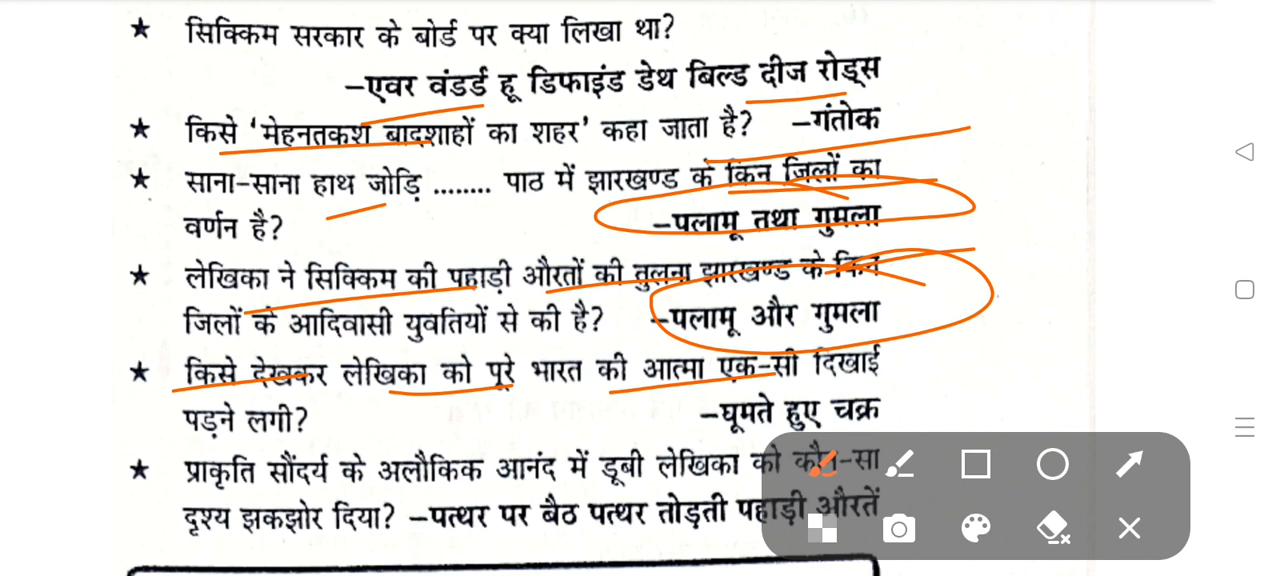 ★ सिक्किम सरकार के बोर्ड पर क्या लिखा था?
–एवर वंडर्ड हू डिफाइंड डेथ बिल्ड दीज रोड्स
★ किसे ‘मेहनतकश बादशाहों का शहर’ कहा जाता है? –गंतोक
★ साना-साना हाथ जोड़ि ........ पाठ में झारखण्ड के किन जिलों का
वर्णन है? –पलामू तथा गुमला
★ लेखिका ने सिक्किम की पहाड़ी औरतों की तुलना झारखण्ड के किन
जिलों के आदिवासी युवतियों से की है? –पलामू और गुमला
★ किसे देखकर लेखिका को पूरे भारत की आत्मा एक-सी दिखाई
पड़ने लगी? –घूमते हुए चक्र
★ प्राकृति सौंदर्य के अलौकिक आनंद में डूबी लेखिका को कौन-सा
दृश्य झकझोर दिया? –पत्थर पर बैठ पत्थर तोड़ती पहाड़ी औरतें